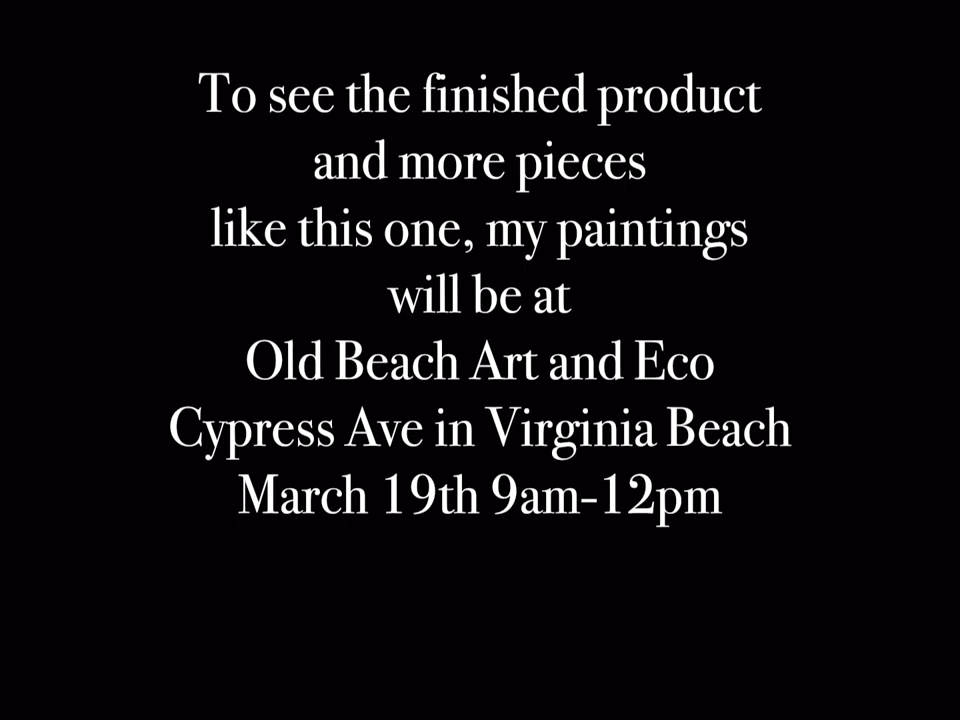 To see the finished product
and more pieces
like this one, my paintings
will be at
Old Beach Art and Eco
Cypress Ave in Virginia Beach
March 19th 9am-12pm